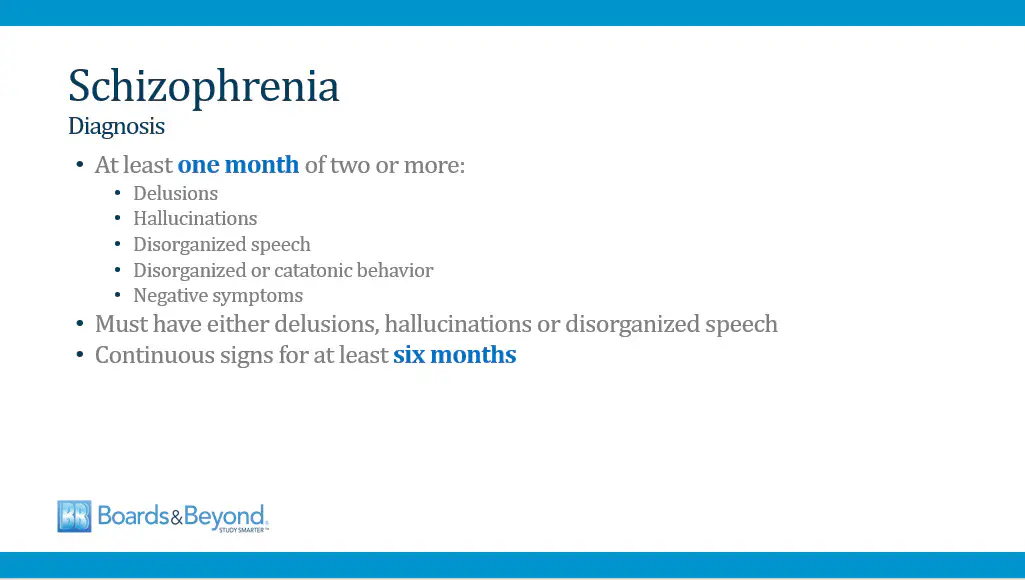 Schizophrenia
Diagnosis
• At least one month of two or more:
• Delusions
• Hallucinations
• Disorganized speech
• Disorganized or catatonic behavior
• Negative symptoms
• Must have either delusions, hallucinations or disorganized speech
• Continuous signs for at least six months
BB Boards&Beyond®
STUDY SMARTER™